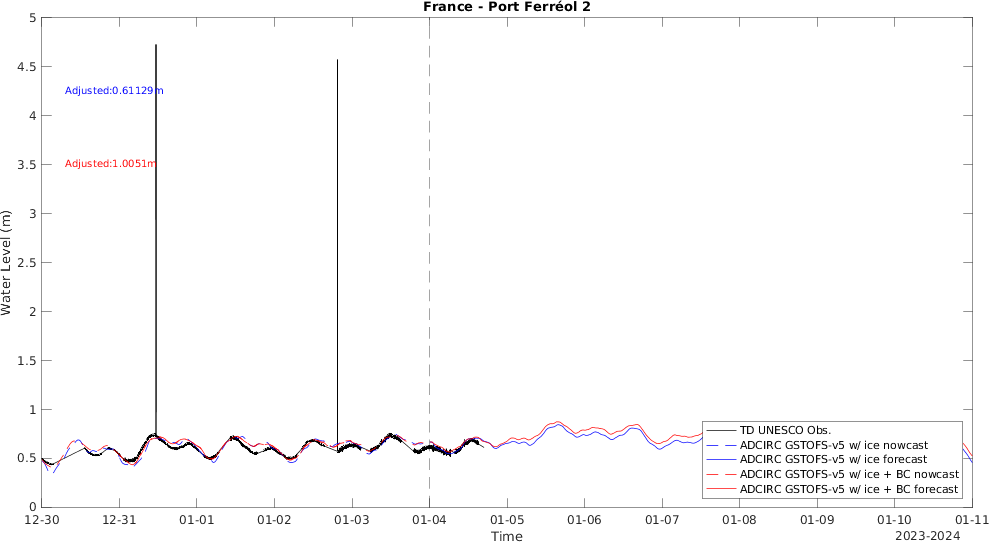 France - Port Ferréol 2
5
4.5
4
3.5
3
2.5
2
1.5
1
0.5
0
Water Level (m)
Adjusted:0.61129m
Adjusted:1.0051m
TD UNESCO Obs.
ADCIRC GSTOFS-v5 w/ ice nowcast
ADCIRC GSTOFS-v5 w/ ice forecast
ADCIRC GSTOFS-v5 w/ ice + BC nowcast
ADCIRC GSTOFS-v5 w/ ice + BC forecast
12-30 12-31 01-01 01-02 01-03 01-04 01-05 01-06 01-07 01-08 01-09 01-10 01-11
Time
2023-2024